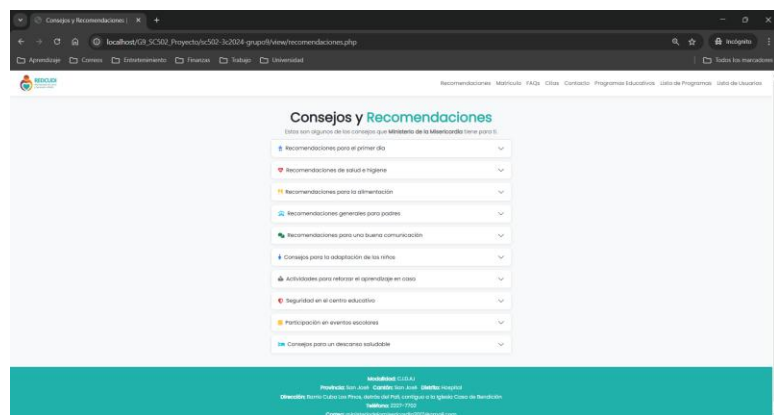 Consejos y Recomendaciones |
localhost/G9_SC502_Proyecto/sc502-3c2024-grupo9/view/recomendaciones.php
Incógnito
Aprendizaje Correos Entretenimiento Finanzas Trabajo Universidad
Todos los marcadores
Recomendaciones Matrícula FAQs Citas Contacto Programas Educativos Lista de Programas Lista de Usuarios
Consejos y Recomendaciones
Estos son algunos de los consejos que Ministerio de la Misericordia tiene para ti.
Recomendaciones para el primer día
Recomendaciones de salud e higiene
Recomendaciones para la alimentación
Recomendaciones generales para padres
Recomendaciones para una buena comunicación
Consejos para la adaptación de los niños
Actividades para reforzar el aprendizaje en casa
Seguridad en el centro educativo
Participación en eventos escolares
Consejos para un descanso saludable
Modalidad: C.I.D.A.I
Provincia: San José Cantón: San José Distrito: Hospital
Dirección: Barrio Cuba Los Pinos, detrás del Pali, contiguo a la Iglesia Casa de Bendición
Teléfono: 2227-7702